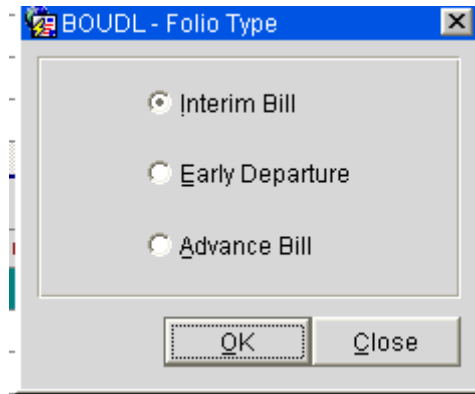 BOUDL - Folio Type
Interim Bill
Early Departure
Advance Bill
OK
Close